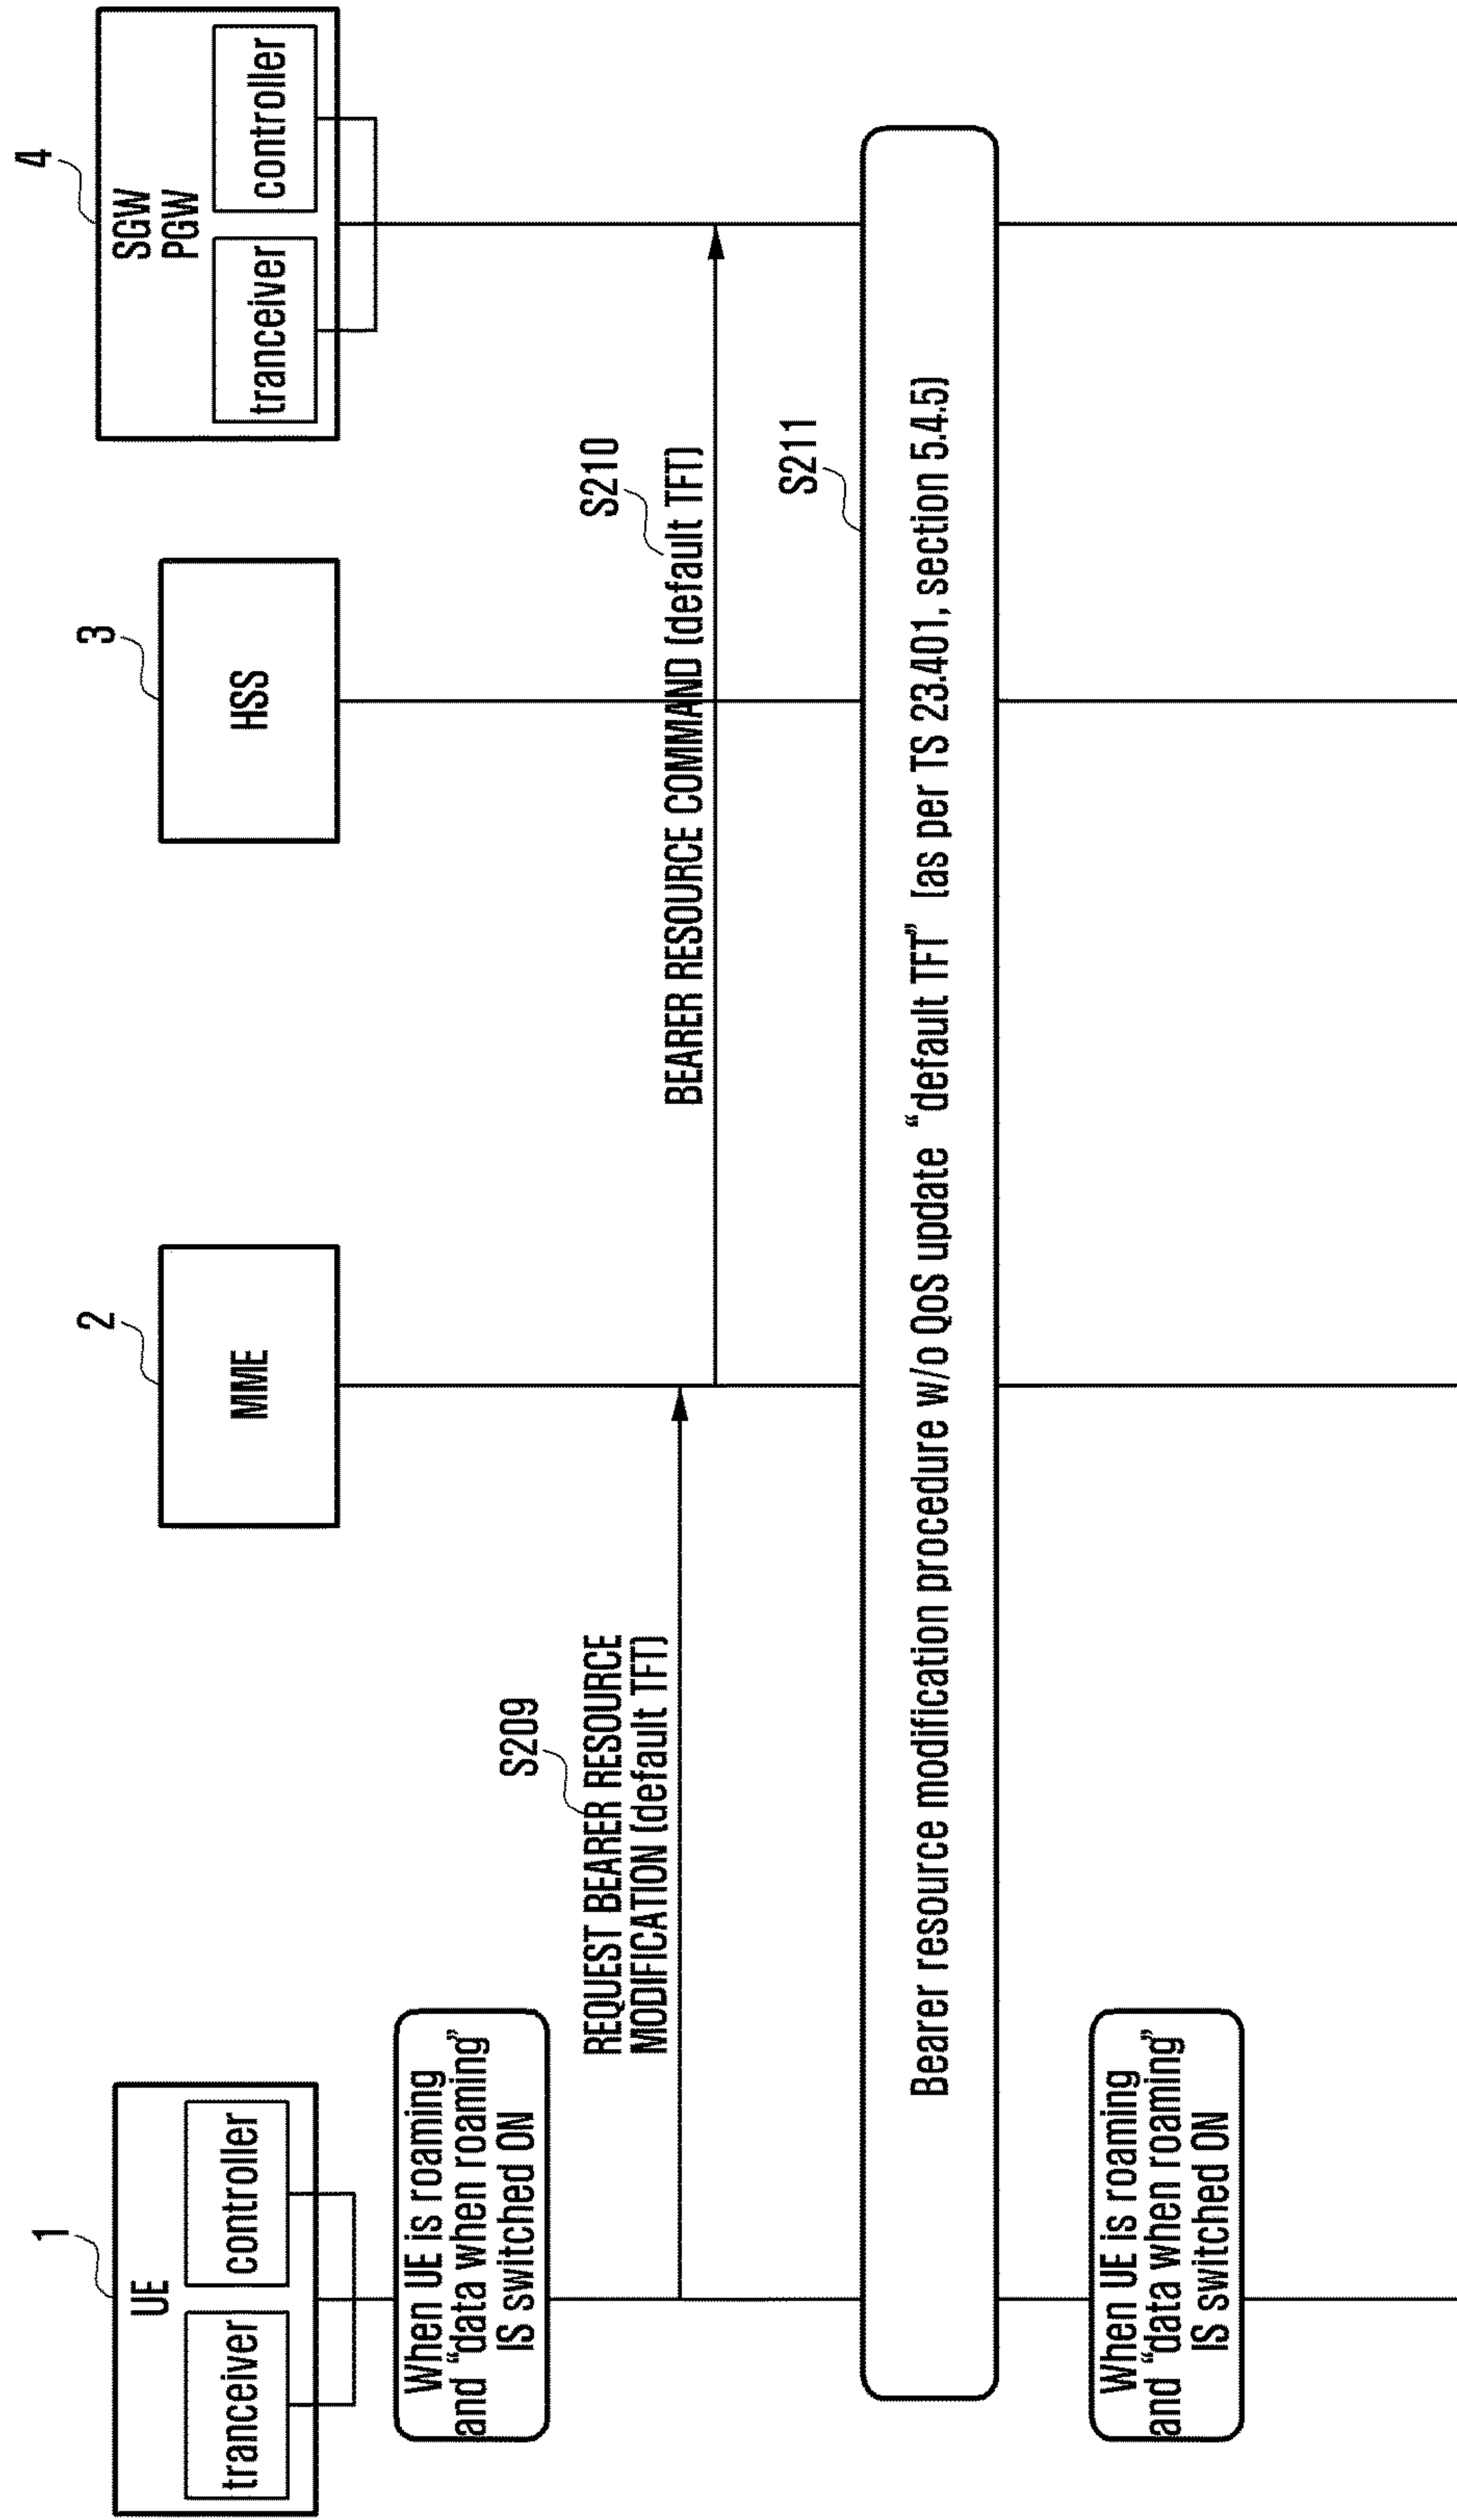 1
UE
tranceiver
controller
2
MME
3
HSS
4
SGW
PGW
tranceiver
controller
When UE is roaming
and “data when roaming”
IS switched ON
S209
REQUEST BEARER RESOURCE
MODIFICATION (default TFT)
S210
BEARER RESOURCE COMMAND (default TFT)
S211
Bearer resource modification procedure w/o QoS update “default TFT” (as per TS 23.401, section 5.4.5)
When UE is roaming
and “data when roaming”
IS switched ON